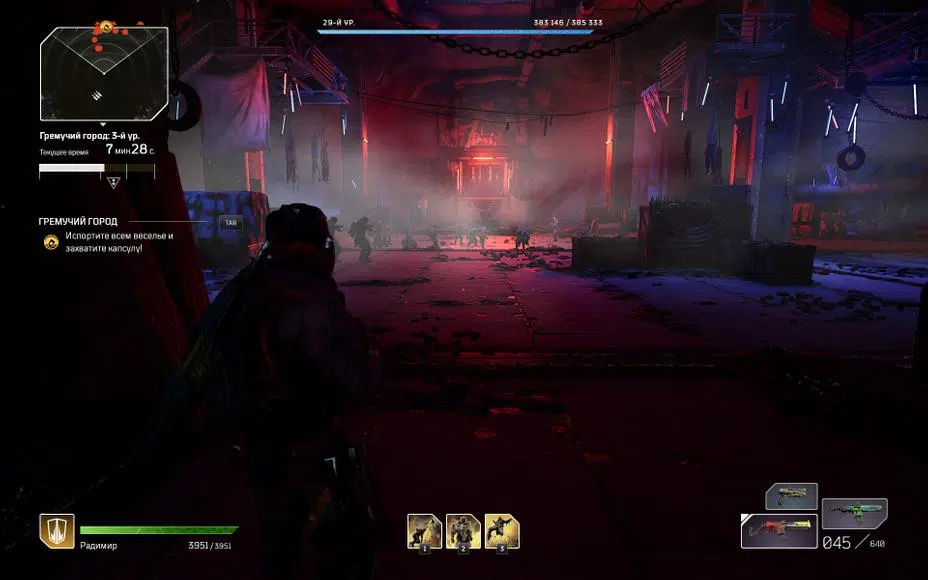 29-Й УР.
383 146 / 385 333
Гремучий город: 3-й ур.
Текущее время 7 мин 28 с.
ГРЕМУЧИЙ ГОРОД
TAB
Испортите всем веселье и
захватите капсулу!
Радимир
3951 / 3951
1 2 3
045 / 640